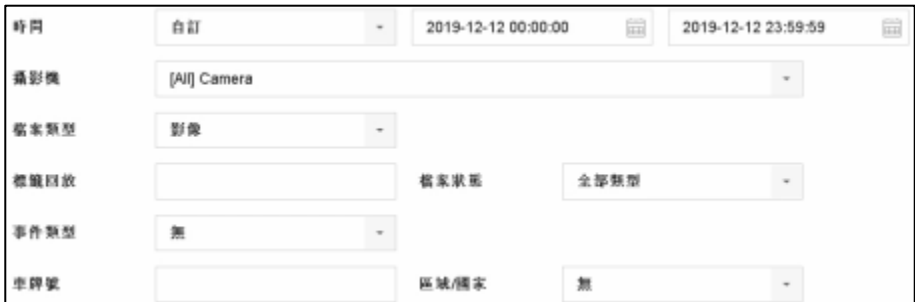 時間 自訂 2019-12-12 00:00:00 2019-12-12 23:59:59
攝影機 [All] Camera
檔案類型 影像
標籤回放 檔案狀態 全部類型
事件類型 無
車牌號 區域/國家 無